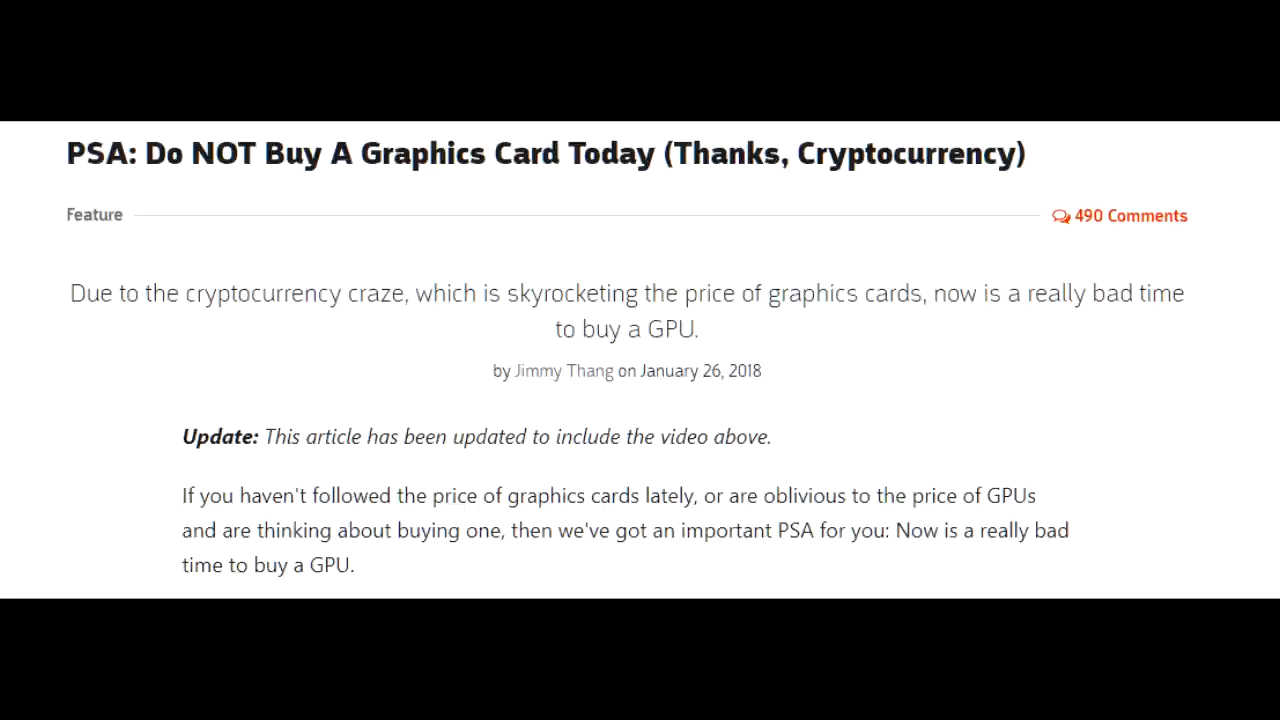 PSA: Do NOT Buy A Graphics Card Today (Thanks, Cryptocurrency)
Feature
490 Comments
Due to the cryptocurrency craze, which is skyrocketing the price of graphics cards, now is a really bad time
to buy a GPU.
by Jimmy Thang on January 26, 2018
Update: This article has been updated to include the video above.
If you haven't followed the price of graphics cards lately, or are oblivious to the price of GPUs
and are thinking about buying one, then we've got an important PSA for you: Now is a really bad
time to buy a GPU.